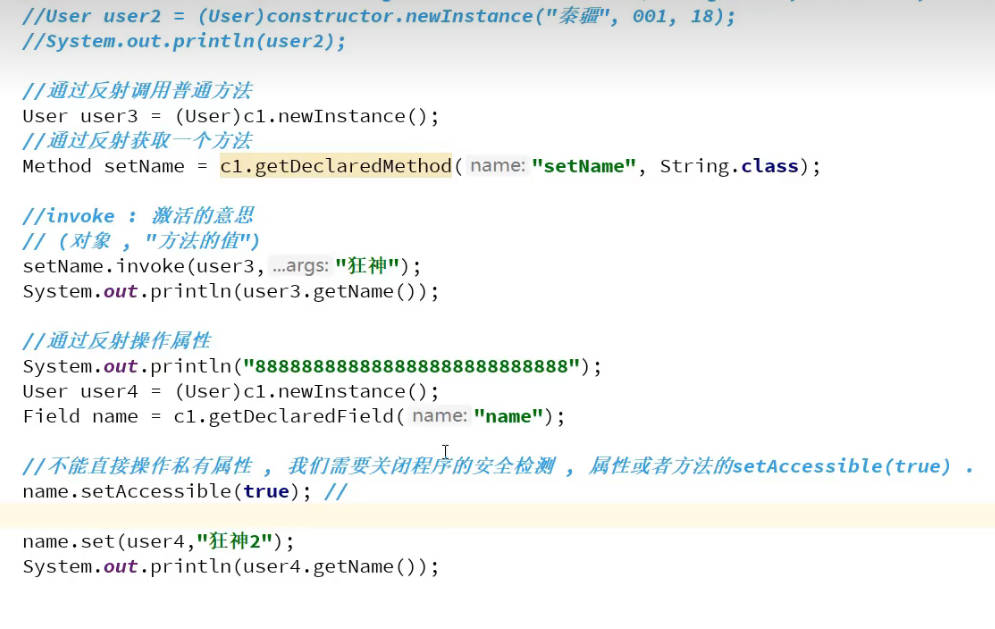 //User user2 = (User)constructor.newInstance("秦疆", 001, 18);
//System.out.println(user2);
//通过反射调用普通方法
User user3 = (User)c1.newInstance();
//通过反射获取一个方法
Method setName = c1.getDeclaredMethod( name: "setName", String.class);
//invoke : 激活的意思
// (对象 , "方法的值")
setName.invoke(user3, ...args: "狂神");
System.out.println(user3.getName());
//通过反射操作属性
System.out.println("888888888888888888888888888");
User user4 = (User)c1.newInstance();
Field name = c1.getDeclaredField( name: "name");
//不能直接操作私有属性 , 我们需要关闭程序的安全检测 , 属性或者方法的setAccessible(true) .
name.setAccessible(true); //
name.set(user4,"狂神2");
System.out.println(user4.getName());